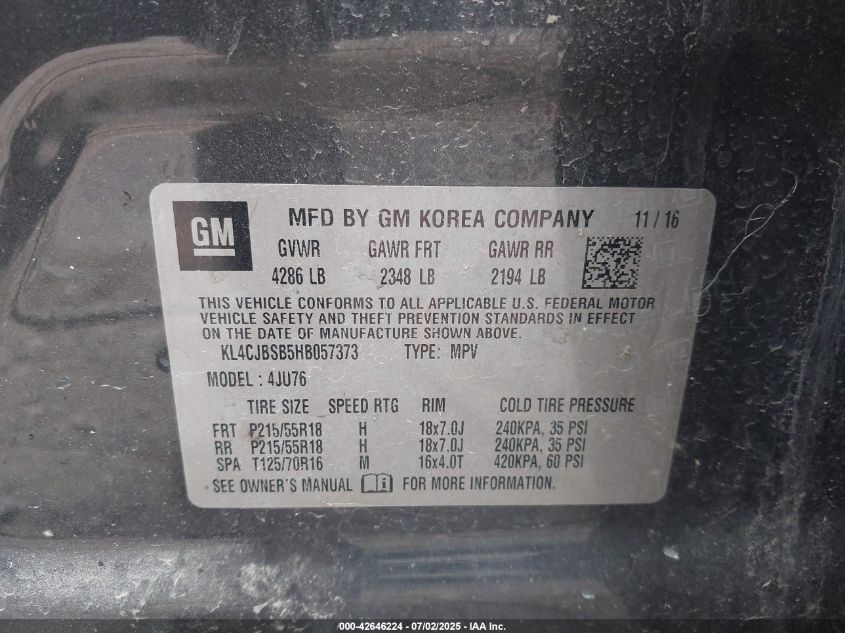 GM
MFD BY GM KOREA COMPANY 11 / 16
GVWR GAWR FRT GAWR RR
4286 LB 2348 LB 2194 LB
THIS VEHICLE CONFORMS TO ALL APPLICABLE U.S. FEDERAL MOTOR
VEHICLE SAFETY AND THEFT PREVENTION STANDARDS IN EFFECT
ON THE DATE OF MANUFACTURE SHOWN ABOVE.
KL4CJBSB5HB057373 TYPE: MPV
MODEL : 4JU76
TIRE SIZE SPEED RTG RIM COLD TIRE PRESSURE
FRT P215/55R18 H 18x7.0J 240KPA, 35 PSI
RR P215/55R18 H 18x7.0J 240KPA, 35 PSI
SPA T125/70R16 M 16x4.0T 420KPA, 60 PSI
SEE OWNER'S MANUAL i FOR MORE INFORMATION.
000-42646224 - 07/02/2025 - IAA Inc.